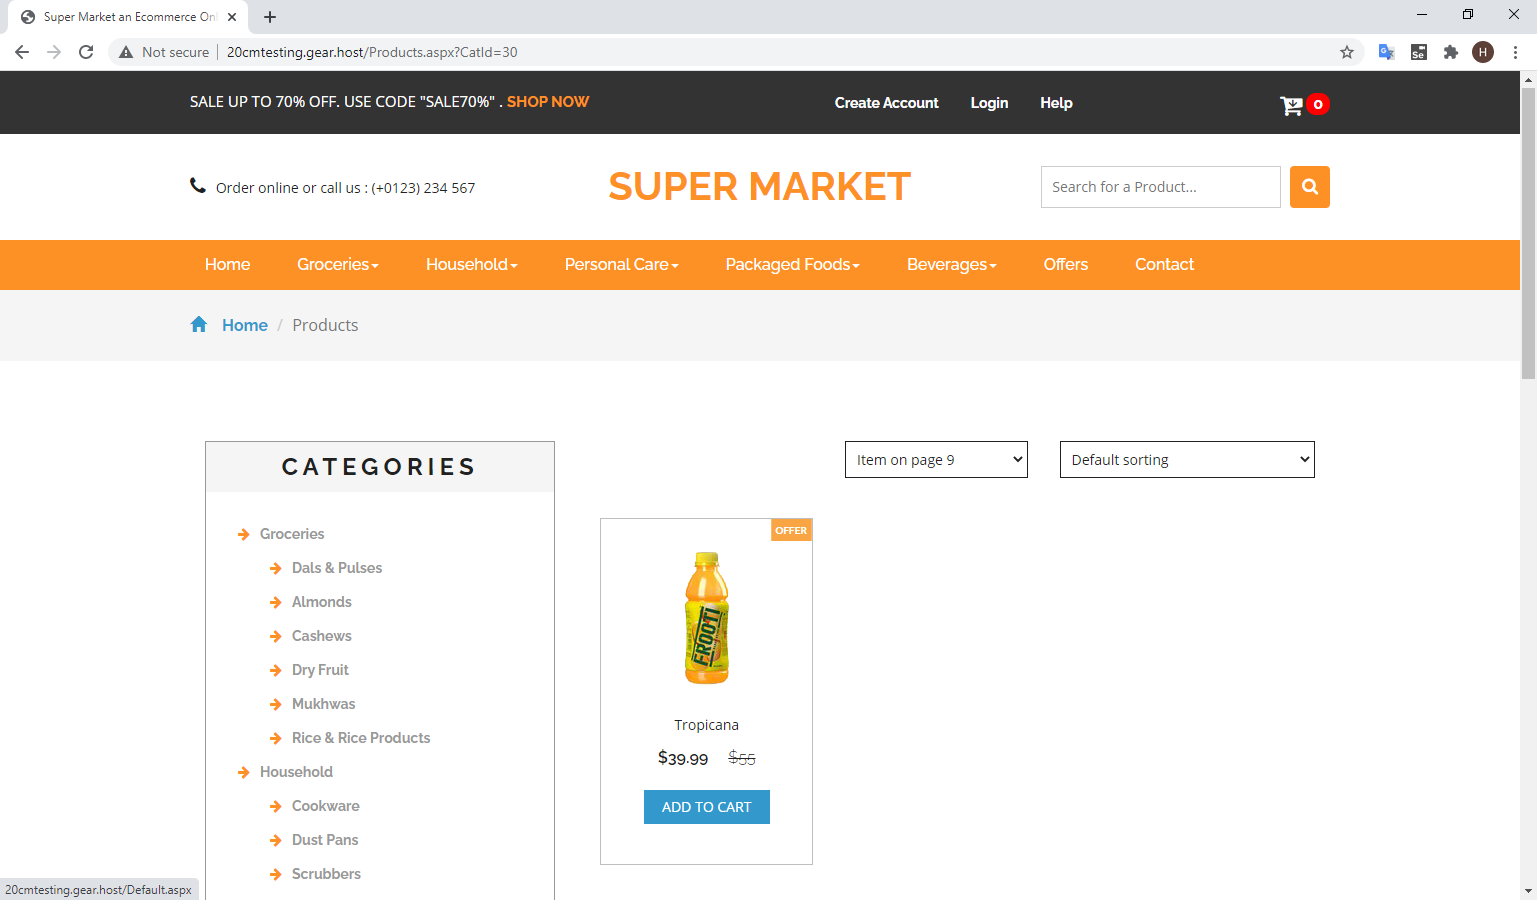 Super Market an Ecommerce Onl
Not secure
20cmtesting.gear.host/Products.aspx?CatId=30
Se
H
SALE UP TO 70% OFF. USE CODE "SALE70%" . SHOP NOW
Create Account
Login
Help
0
Order online or call us : (+0123) 234 567
SUPER MARKET
Search for a Product...
Home
Groceries
Household
Personal Care
Packaged Foods
Beverages
Offers
Contact
Home / Products
CATEGORIES
Item on page 9
Default sorting
Groceries
Dals & Pulses
Almonds
Cashews
Dry Fruit
Mukhwas
Rice & Rice Products
Household
Cookware
Dust Pans
Scrubbers
OFFER
FROOTI
Tropicana
$39.99 $55
ADD TO CART
20cmtesting.gear.host/Default.aspx